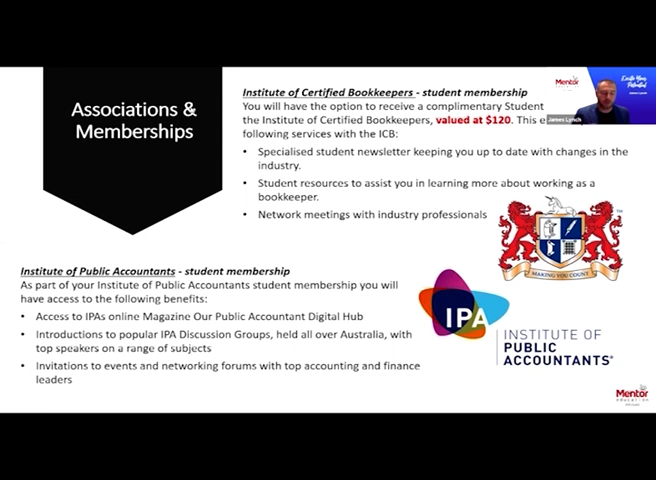 Associations &
Memberships
Institute of Certified Bookkeepers - student membership
You will have the option to receive a complimentary Student
the Institute of Certified Bookkeepers, valued at $120. This e
following services with the ICB:
• Specialised student newsletter keeping you up to date with changes in the
industry.
• Student resources to assist you in learning more about working as a
bookkeeper.
• Network meetings with industry professionals
Mentor
James Lynch
TM
MAKING YOU COUNT
Institute of Public Accountants - student membership
As part of your Institute of Public Accountants student membership you will
have access to the following benefits:
• Access to IPAs online Magazine Our Public Accountant Digital Hub
• Introductions to popular IPA Discussion Groups, held all over Australia, with
top speakers on a range of subjects
• Invitations to events and networking forums with top accounting and finance
leaders
IPA
INSTITUTE OF
PUBLIC
ACCOUNTANTS®
Mentor
education